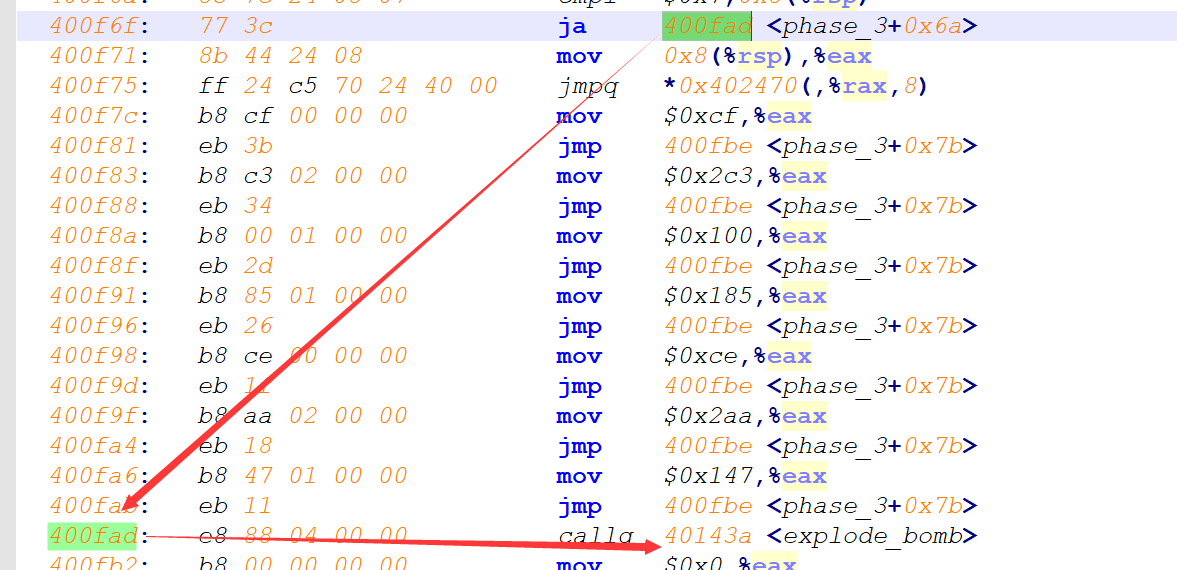 400f6f: 77 3c ja 400fad <phase_3+0x6a>
400f71: 8b 44 24 08 mov 0x8(%rsp),%eax
400f75: ff 24 c5 70 24 40 00 jmpq *0x402470(,%rax,8)
400f7c: b8 cf 00 00 00 mov $0xcf,%eax
400f81: eb 3b jmp 400fbe <phase_3+0x7b>
400f83: b8 c3 02 00 00 mov $0x2c3,%eax
400f88: eb 34 jmp 400fbe <phase_3+0x7b>
400f8a: b8 00 01 00 00 mov $0x100,%eax
400f8f: eb 2d jmp 400fbe <phase_3+0x7b>
400f91: b8 85 01 00 00 mov $0x185,%eax
400f96: eb 26 jmp 400fbe <phase_3+0x7b>
400f98: b8 ce 00 00 00 mov $0xce,%eax
400f9d: eb 1f jmp 400fbe <phase_3+0x7b>
400f9f: b8 aa 02 00 00 mov $0x2aa,%eax
400fa4: eb 18 jmp 400fbe <phase_3+0x7b>
400fa6: b8 47 01 00 00 mov $0x147,%eax
400fab: eb 11 jmp 400fbe <phase_3+0x7b>
400fad: e8 88 04 00 00 callq 40143a <explode_bomb>
400fb2: b8 00 00 00 00 mov $0x0,%eax